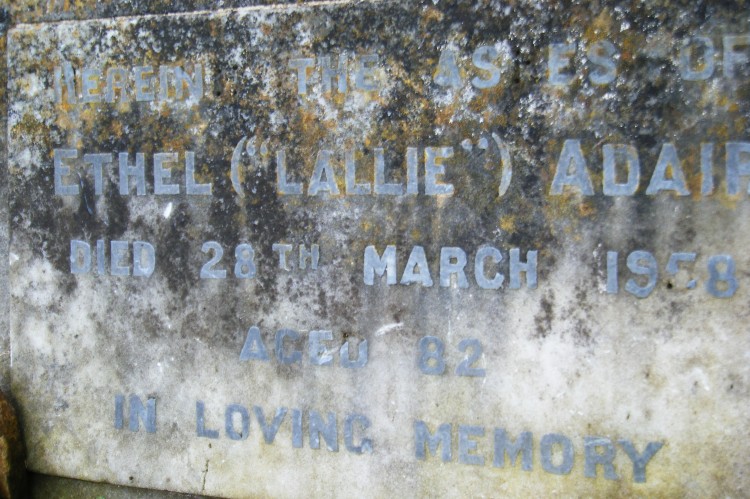 HEREIN THE ASHES OF
ETHEL ("LALLIE") ADAIR
DIED 28TH MARCH 1958
AGED 82
IN LOVING MEMORY